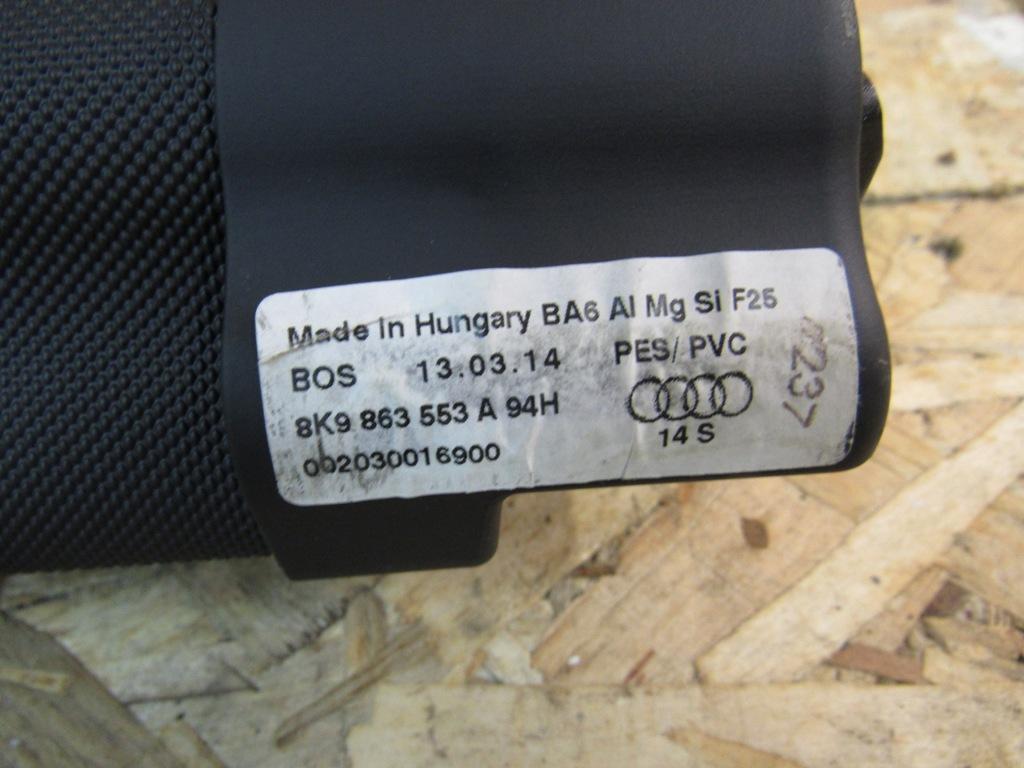 Made in Hungary BA6 Al Mg Si F25
BOS 13.03.14 PES/ PVC
8K9 863 553 A 94H
14 S
002030016900
237